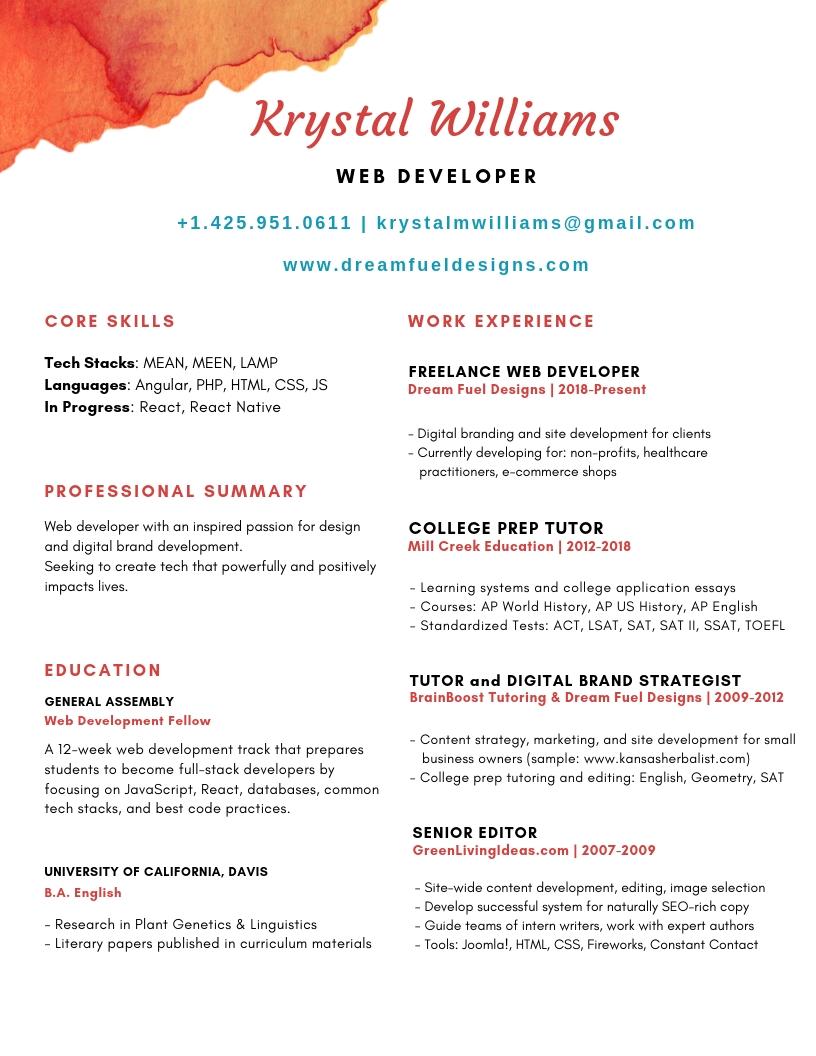 Krystal Williams
WEB DEVELOPER
+1.425.951.0611 | krystalmwilliams@gmail.com
www.dreamfueldesigns.com
CORE SKILLS
Tech Stacks: MEAN, MEEN, LAMP
Languages: Angular, PHP, HTML, CSS, JS
In Progress: React, React Native
PROFESSIONAL SUMMARY
Web developer with an inspired passion for design
and digital brand development.
Seeking to create tech that powerfully and positively
impacts lives.
EDUCATION
GENERAL ASSEMBLY
Web Development Fellow
A 12-week web development track that prepares
students to become full-stack developers by
focusing on JavaScript, React, databases, common
tech stacks, and best code practices.
UNIVERSITY OF CALIFORNIA, DAVIS
B.A. English
- Research in Plant Genetics & Linguistics
- Literary papers published in curriculum materials
WORK EXPERIENCE
FREELANCE WEB DEVELOPER
Dream Fuel Designs | 2018-Present
- Digital branding and site development for clients
- Currently developing for: non-profits, healthcare
practitioners, e-commerce shops
COLLEGE PREP TUTOR
Mill Creek Education | 2012-2018
- Learning systems and college application essays
- Courses: AP World History, AP US History, AP English
- Standardized Tests: ACT, LSAT, SAT, SAT II, SSAT, TOEFL
TUTOR and DIGITAL BRAND STRATEGIST
BrainBoost Tutoring & Dream Fuel Designs | 2009-2012
- Content strategy, marketing, and site development for small
business owners (sample: www.kansasherbalist.com)
- College prep tutoring and editing: English, Geometry, SAT
SENIOR EDITOR
GreenLivingIdeas.com | 2007-2009
- Site-wide content development, editing, image selection
- Develop successful system for naturally SEO-rich copy
- Guide teams of intern writers, work with expert authors
- Tools: Joomla!, HTML, CSS, Fireworks, Constant Contact